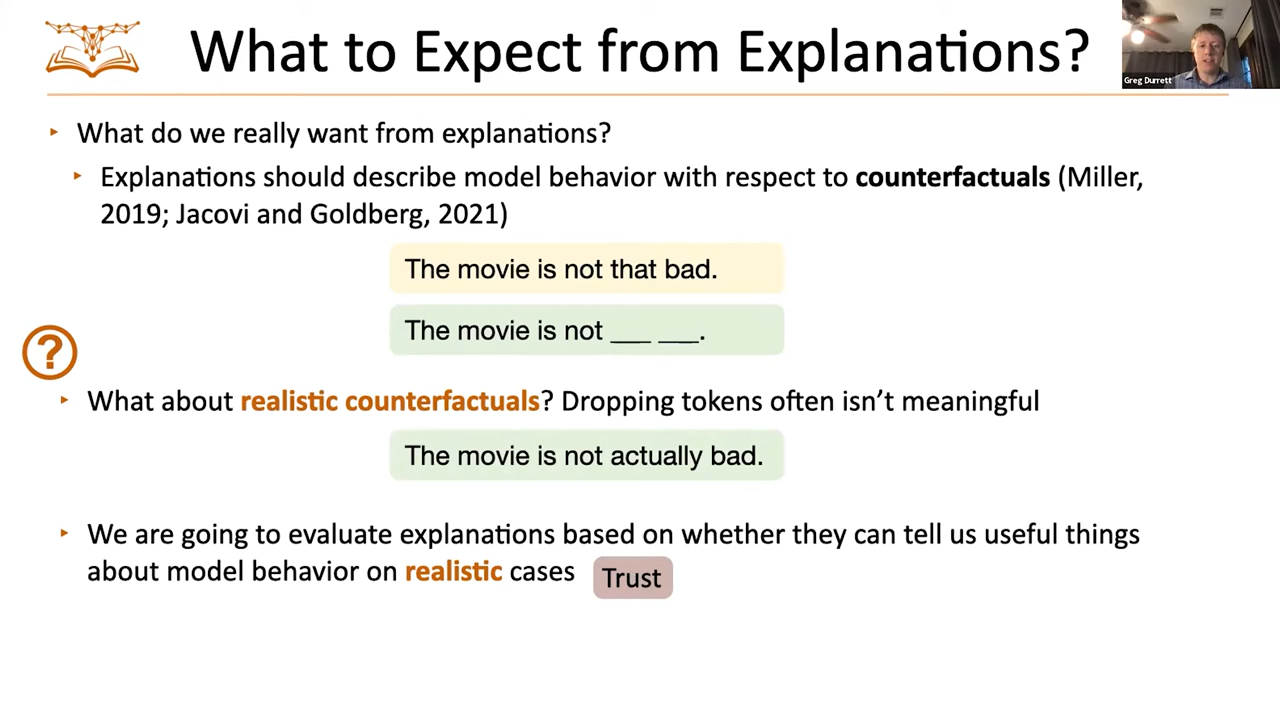 What to Expect from Explanations?
Greg Durrett
‣ What do we really want from explanations?
‣ Explanations should describe model behavior with respect to counterfactuals (Miller,
2019; Jacovi and Goldberg, 2021)
The movie is not that bad.
The movie is not ___ ___.
?
‣ What about realistic counterfactuals? Dropping tokens often isn’t meaningful
The movie is not actually bad.
‣ We are going to evaluate explanations based on whether they can tell us useful things
about model behavior on realistic cases Trust